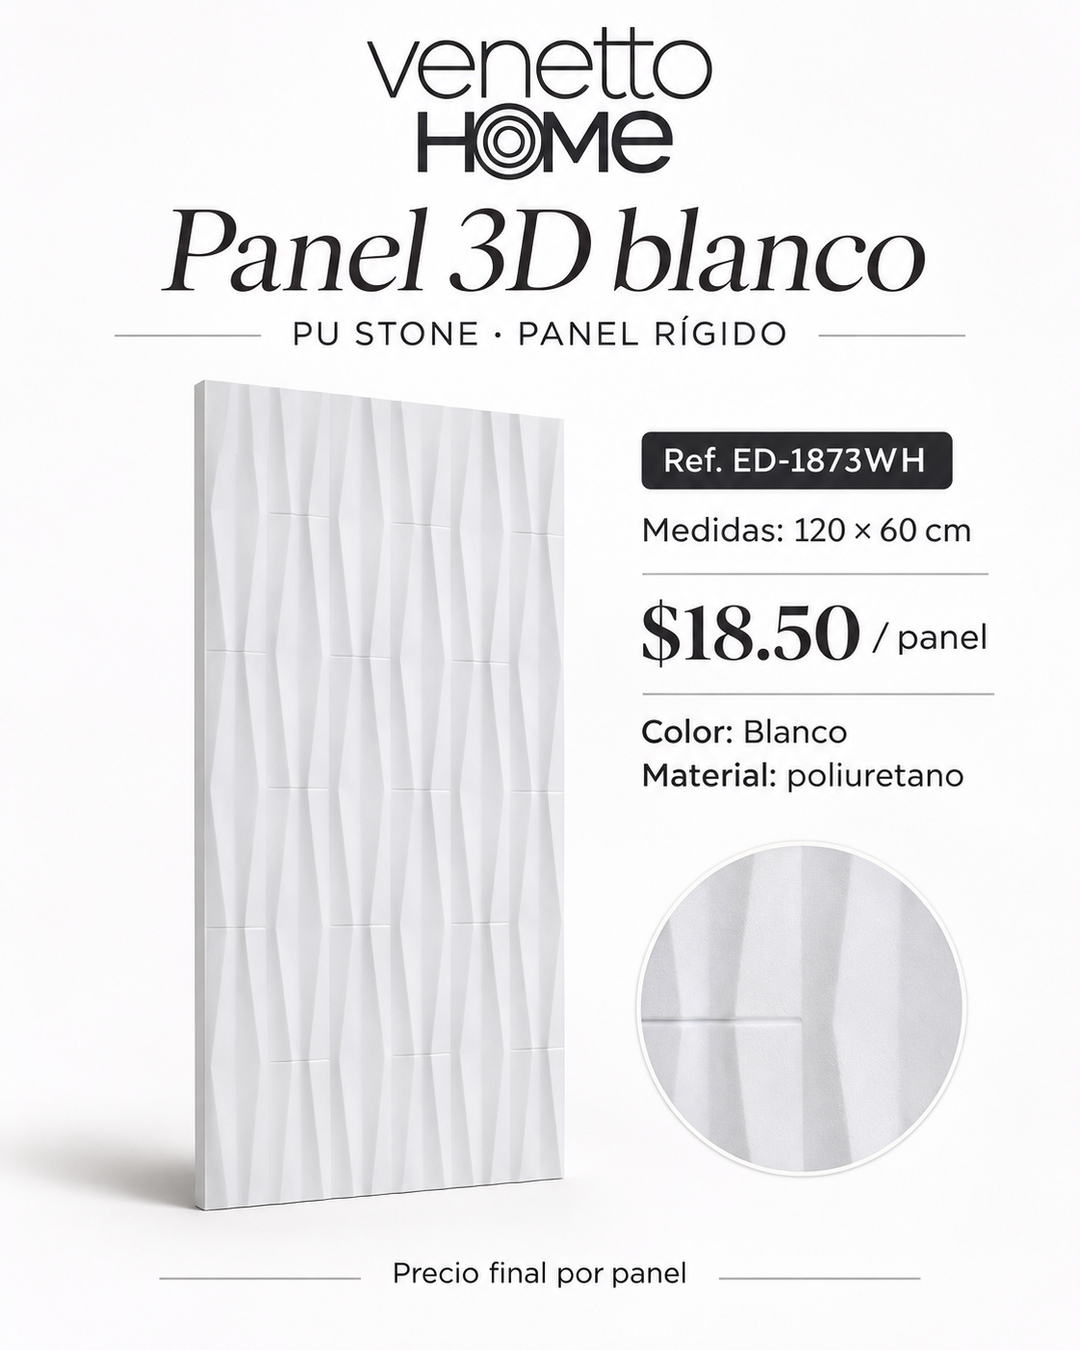 venetto
HOME
Panel 3D blanco
PU STONE • PANEL RÍGIDO
Ref. ED-1873WH
Medidas: 120 × 60 cm
$18.50 / panel
Color: Blanco
Material: poliuretano
Precio final por panel